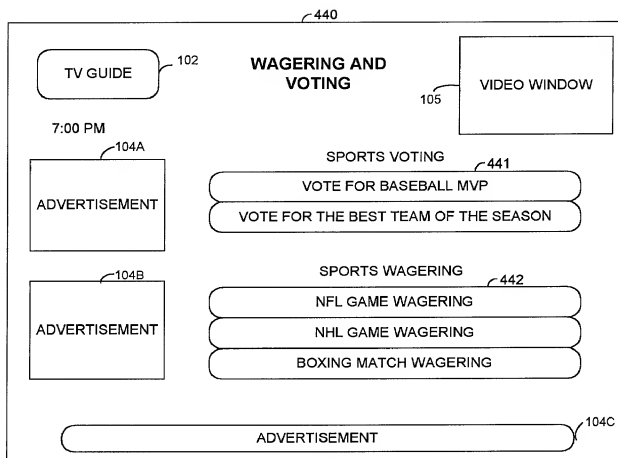 440
TV GUIDE
102
WAGERING AND
VOTING
105
VIDEO WINDOW
7:00 PM
104A
ADVERTISEMENT
SPORTS VOTING
441
VOTE FOR BASEBALL MVP
VOTE FOR THE BEST TEAM OF THE SEASON
104B
ADVERTISEMENT
SPORTS WAGERING
442
NFL GAME WAGERING
NHL GAME WAGERING
BOXING MATCH WAGERING
ADVERTISEMENT
104C